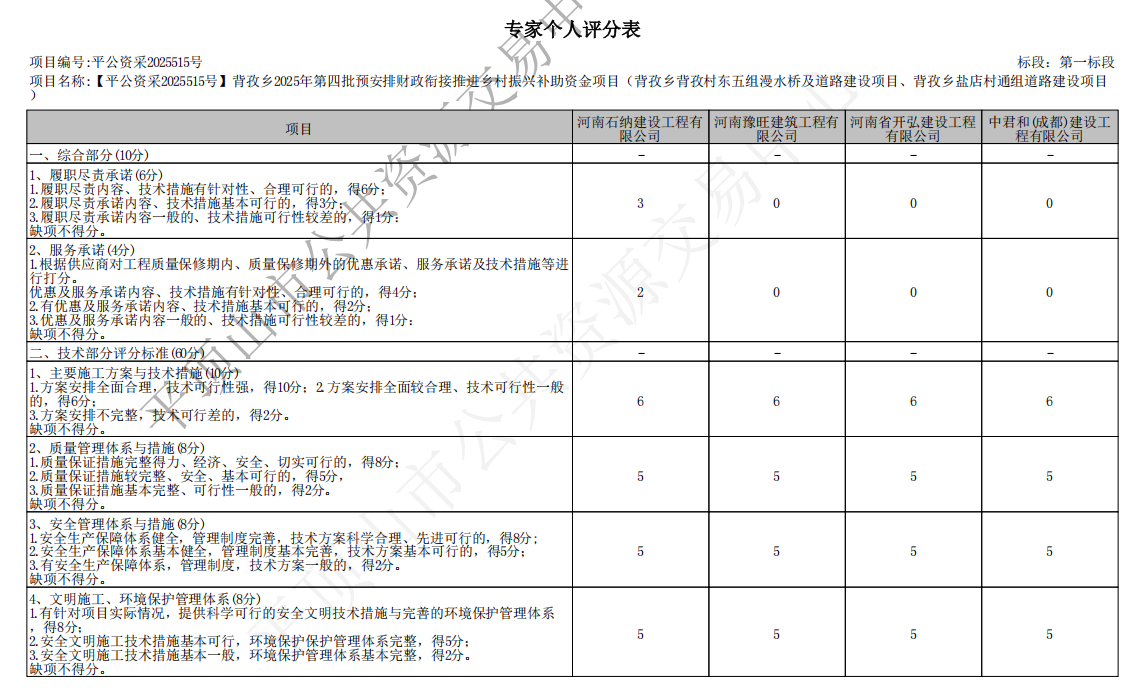 专家个人评分表
项目编号:平公资采2025515号
标段：第一标段
项目名称:【平公资采2025515号】背孜乡2025年第四批预安排财政衔接推进乡村振兴补助资金项目（背孜乡背孜村东五组漫水桥及道路建设项目、背孜乡盐店村通组道路建设项目
）
项目
河南石纳建设工程有
限公司
河南豫旺建筑工程有
限公司
河南省开弘建设工程
有限公司
中君和(成都)建设工
程有限公司
一、综合部分(10分)
– – – –
1、履职尽责承诺(6分)
1.履职尽责内容、技术措施有针对性、合理可行的，得6分；
2.履职尽责承诺内容、技术措施基本可行的，得3分；
3.履职尽责承诺内容一般的、技术措施可行性较差的，得1分；
缺项不得分。
3 0 0 0
2、服务承诺(4分)
1.根据供应商对工程质量保修期内、质量保修期外的优惠承诺、服务承诺及技术措施等进
行打分。
优惠及服务承诺内容、技术措施有针对性、合理可行的，得4分；
2.有优惠及服务承诺内容、技术措施基本可行的，得2分；
3.优惠及服务承诺内容一般的、技术措施可行性较差的，得1分：
缺项不得分。
2 0 0 0
二、技术部分评分标准(60分)
– – – –
1、主要施工方案与技术措施(10分)
1.方案安排全面合理，技术可行性强，得10分；2.方案安排全面较合理、技术可行性一般
的，得6分；
3.方案安排不完整，技术可行差的，得2分。
缺项不得分。
6 6 6 6
2、质量管理体系与措施(8分)
1.质量保证措施完整得力、经济、安全、切实可行的，得8分；
2.质量保证措施较完整、安全、基本可行的，得5分，
3.质量保证措施基本完整、可行性一般的，得2分。
缺项不得分。
5 5 5 5
3、安全管理体系与措施(8分)
1.安全生产保障体系健全，管理制度完善，技术方案科学合理、先进可行的，得8分;
2.安全生产保障体系基本健全，管理制度基本完善，技术方案基本可行的，得5分；
3.有安全生产保障体系，管理制度，技术方案一般的，得2分。
缺项不得分。
5 5 5 5
4、文明施工、环境保护管理体系(8分)
1.有针对项目实际情况，提供科学可行的安全文明技术措施与完善的环境保护管理体系
，得8分；
2.安全文明施工技术措施基本可行，环境保护保护管理体系完整，得5分；
3.安全文明施工技术措施基本一般，环境保护管理体系基本完整，得2分。
缺项不得分。
5 5 5 5
平顶山市公共资源交易中
平顶山市公共资源交易中心